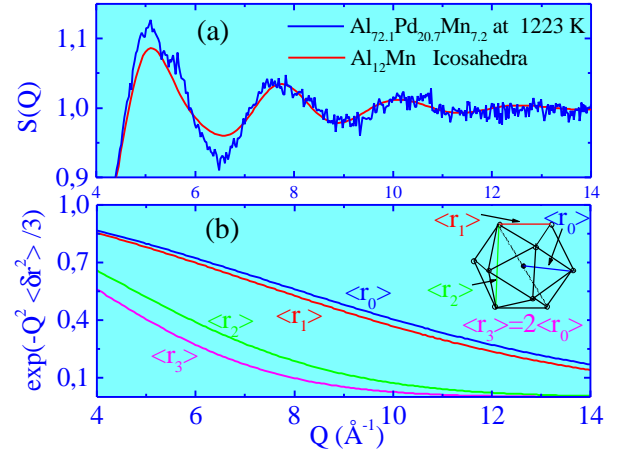 (a)
Al72.1Pd20.7Mn7.2 at 1223 K
Al12Mn Icosahedra
S(Q)
1,1
1,0
0,9
4 6 8 10 12 14
(b)
exp(-Q² <δr²> /3)
1,0
0,7
0,4
0,1
<r1>
<r0>
<r2>
<r3>=2<r0>
<r0>
<r1>
<r2>
<r3>
4 6 8 10 12 14
Q (Å⁻¹)